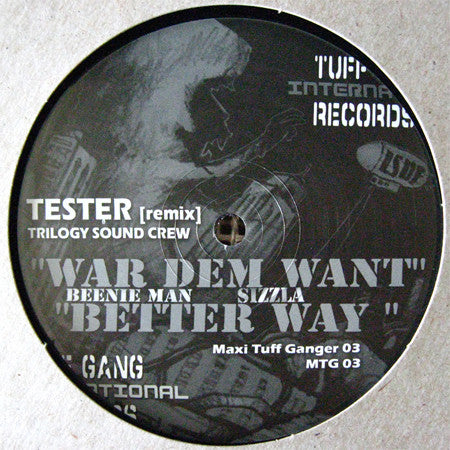 TUFF
INTERNA
RECORDS
LSDF
TESTER [remix]
TRILOGY SOUND CREW
"WAR DEM WANT"
BEENIE MAN SIZZLA
"BETTER WAY "
Maxi Tuff Ganger 03
MTG 03
GANG
ATIONAL